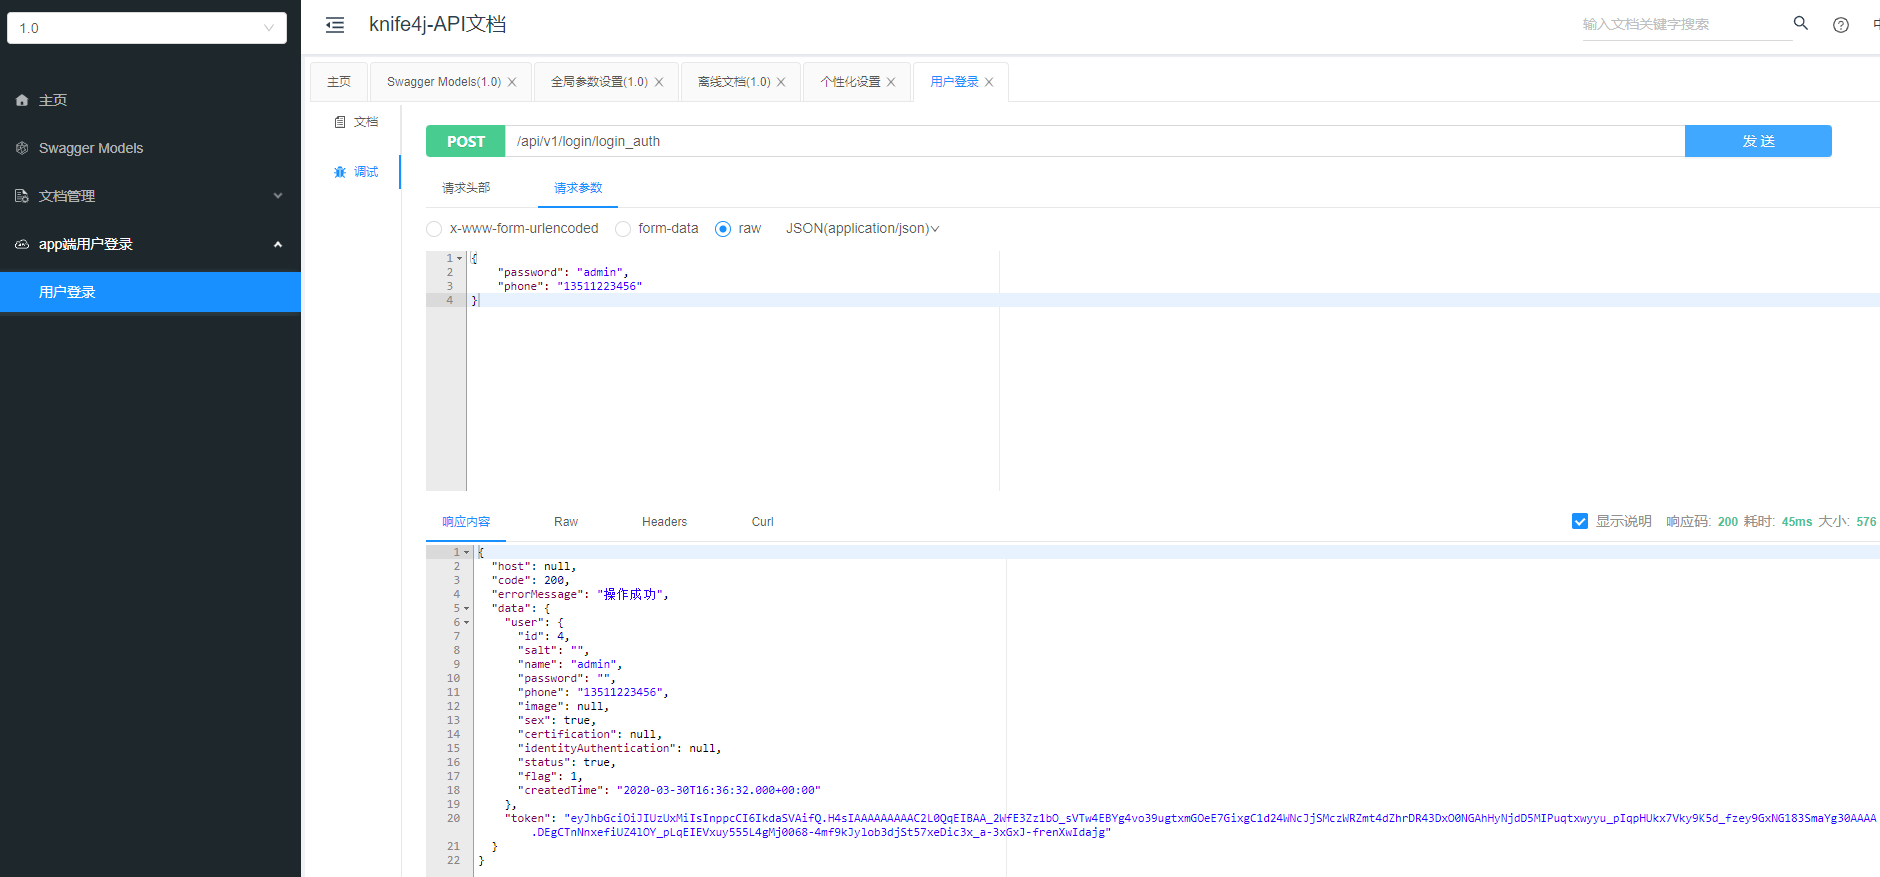 1.0
主页
Swagger Models
文档管理
app端用户登录
用户登录
knife4j-API文档
输入文档关键字搜索
主页
Swagger Models(1.0)
全局参数设置(1.0)
离线文档(1.0)
个性化设置
用户登录
文档
调试
POST
/api/v1/login/login_auth
发 送
请求头部
请求参数
x-www-form-urlencoded
form-data
raw
JSON(application/json)
1 {
2 "password": "admin",
3 "phone": "13511223456"
4 }
响应内容
Raw
Headers
Curl
显示说明 响应码: 200 耗时: 45ms 大小: 576
1 {
2 "host": null,
3 "code": 200,
4 "errorMessage": "操作成功",
5 "data": {
6 "user": {
7 "id": 4,
8 "salt": "",
9 "name": "admin",
10 "password": "",
11 "phone": "13511223456",
12 "image": null,
13 "sex": true,
14 "certification": null,
15 "identityAuthentication": null,
16 "status": true,
17 "flag": 1,
18 "createdTime": "2020-03-30T16:36:32.000+00:00"
19 },
20 "token": "eyJhbGciOiJIUzUxMiIsInppcCI6IkdaSVAifQ.H4sIAAAAAAAAAC2L0QqEIBAA_2WfE3Zz1bO_sVTw4EBYg4vo39ugtxmGOeE7GixgC1d24WNcJjSMczWRZmt4dZhrDR43DxO0NGAhHyNjdD5MIPuqtxwyyu_pIqpHUkx7Vky9K5d_fzey9GxNG183SmaYg30AAAA
.DEgCTnNnxefiUZ4lOY_pLqEIEVxuy555L4gMj0068-4mf9kJylob3djSt57xeDic3x_a-3xGxJ-frenXwIdajg"
21 }
22 }